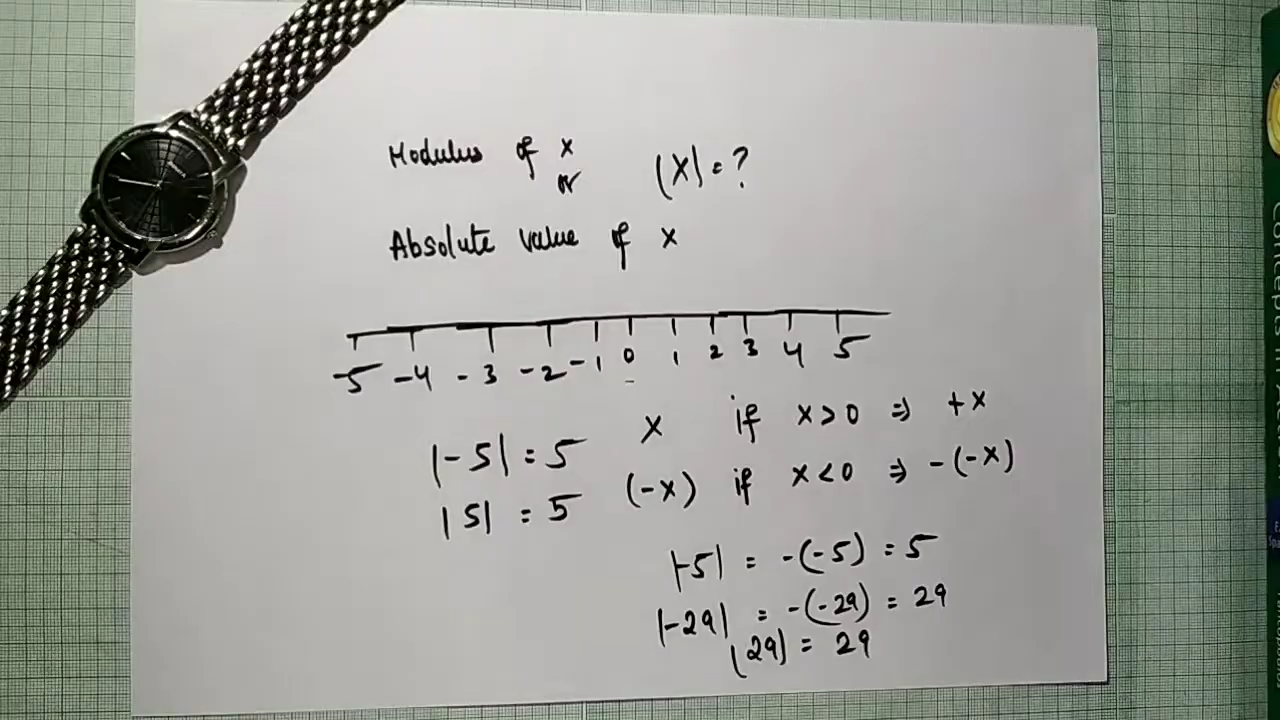 Modulus of x
or
|x| = ?
Absolute value of x
-5 -4 -3 -2 -1 0 1 2 3 4 5
|-5| = 5
|5| = 5
x if x > 0 ⇒ +x
(-x) if x < 0 ⇒ -(-x)
|-5| = -(-5) = 5
|-29| = -(-29) = 29
|29| = 29